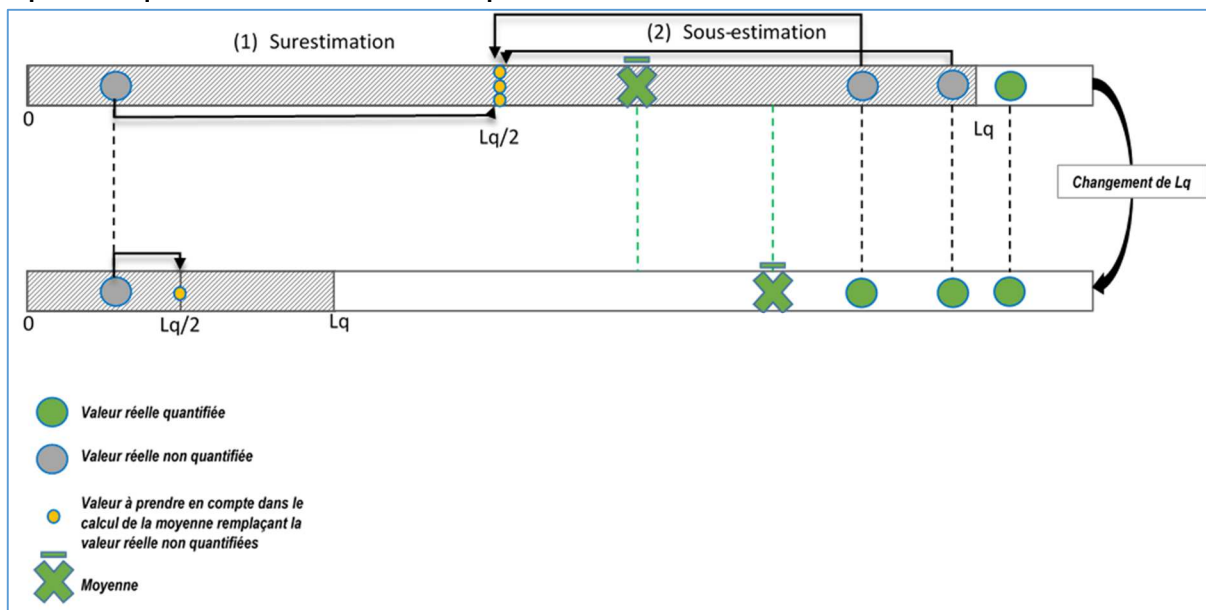 (1) Surestimation
(2) Sous-estimation
0
Lq/2
Lq
Changement de Lq
0
Lq/2
Lq
Valeur réelle quantifiée
Valeur réelle non quantifiée
Valeur à prendre en compte dans le
calcul de la moyenne remplaçant la
valeur réelle non quantifiées
Moyenne